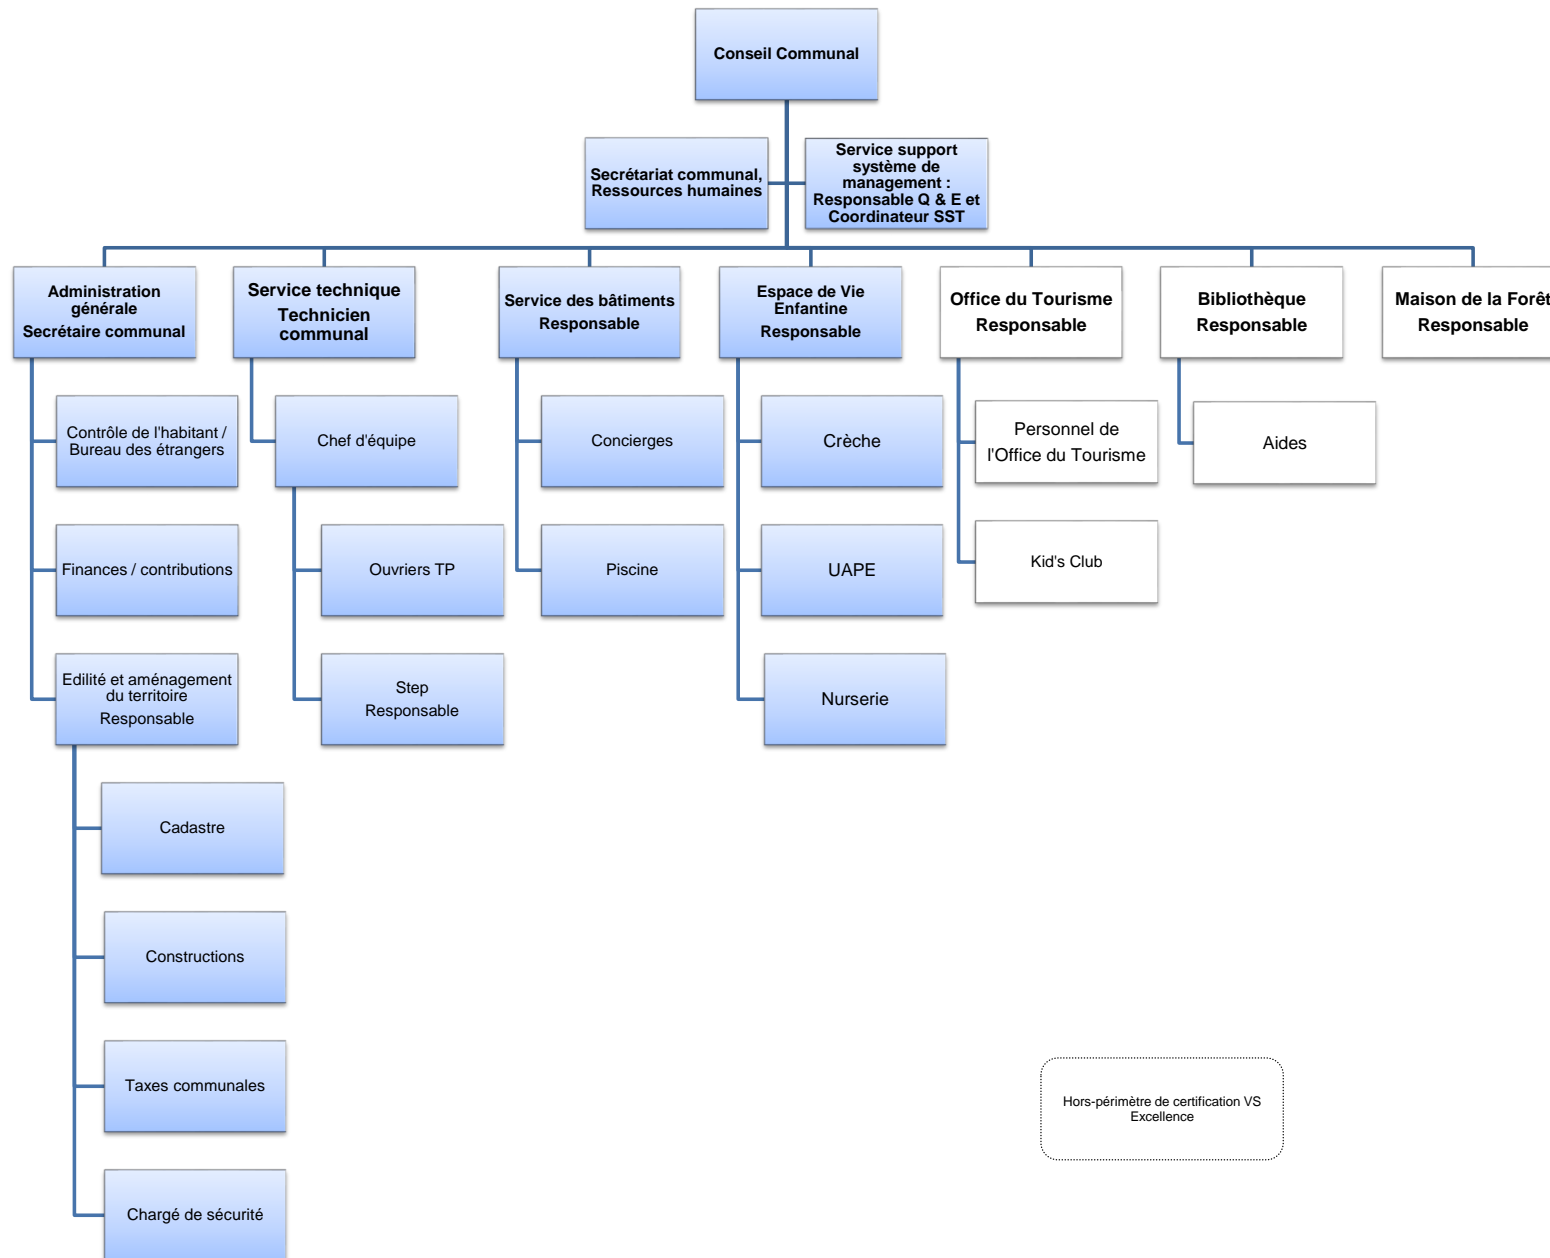 Conseil Communal
Secrétariat communal,
Ressources humaines
Service support
système de
management :
Responsable Q & E et
Coordinateur SST
Administration
générale
Secrétaire communal
Service technique
Technicien
communal
Service des bâtiments
Responsable
Espace de Vie
Enfantine
Responsable
Office du Tourisme
Responsable
Bibliothèque
Responsable
Maison de la Forêt
Responsable
Contrôle de l'habitant /
Bureau des étrangers
Chef d'équipe
Concierges
Crèche
Personnel de
l'Office du Tourisme
Aides
Finances / contributions
Ouvriers TP
Piscine
UAPE
Kid's Club
Edilité et aménagement
du territoire
Responsable
Step
Responsable
Nurserie
Cadastre
Constructions
Taxes communales
Hors-périmètre de certification VS
Excellence
Chargé de sécurité